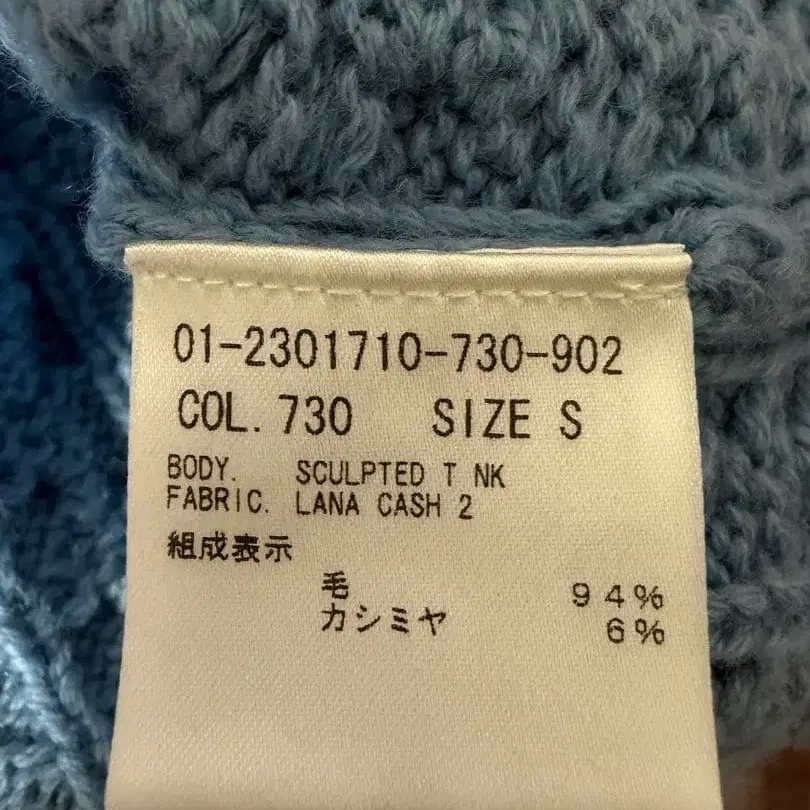 01-2301710-730-902
COL. 730 SIZE S
BODY. SCULPTED T NK
FABRIC. LANA CASH 2
組成表示
毛 94%
カシミヤ 6%